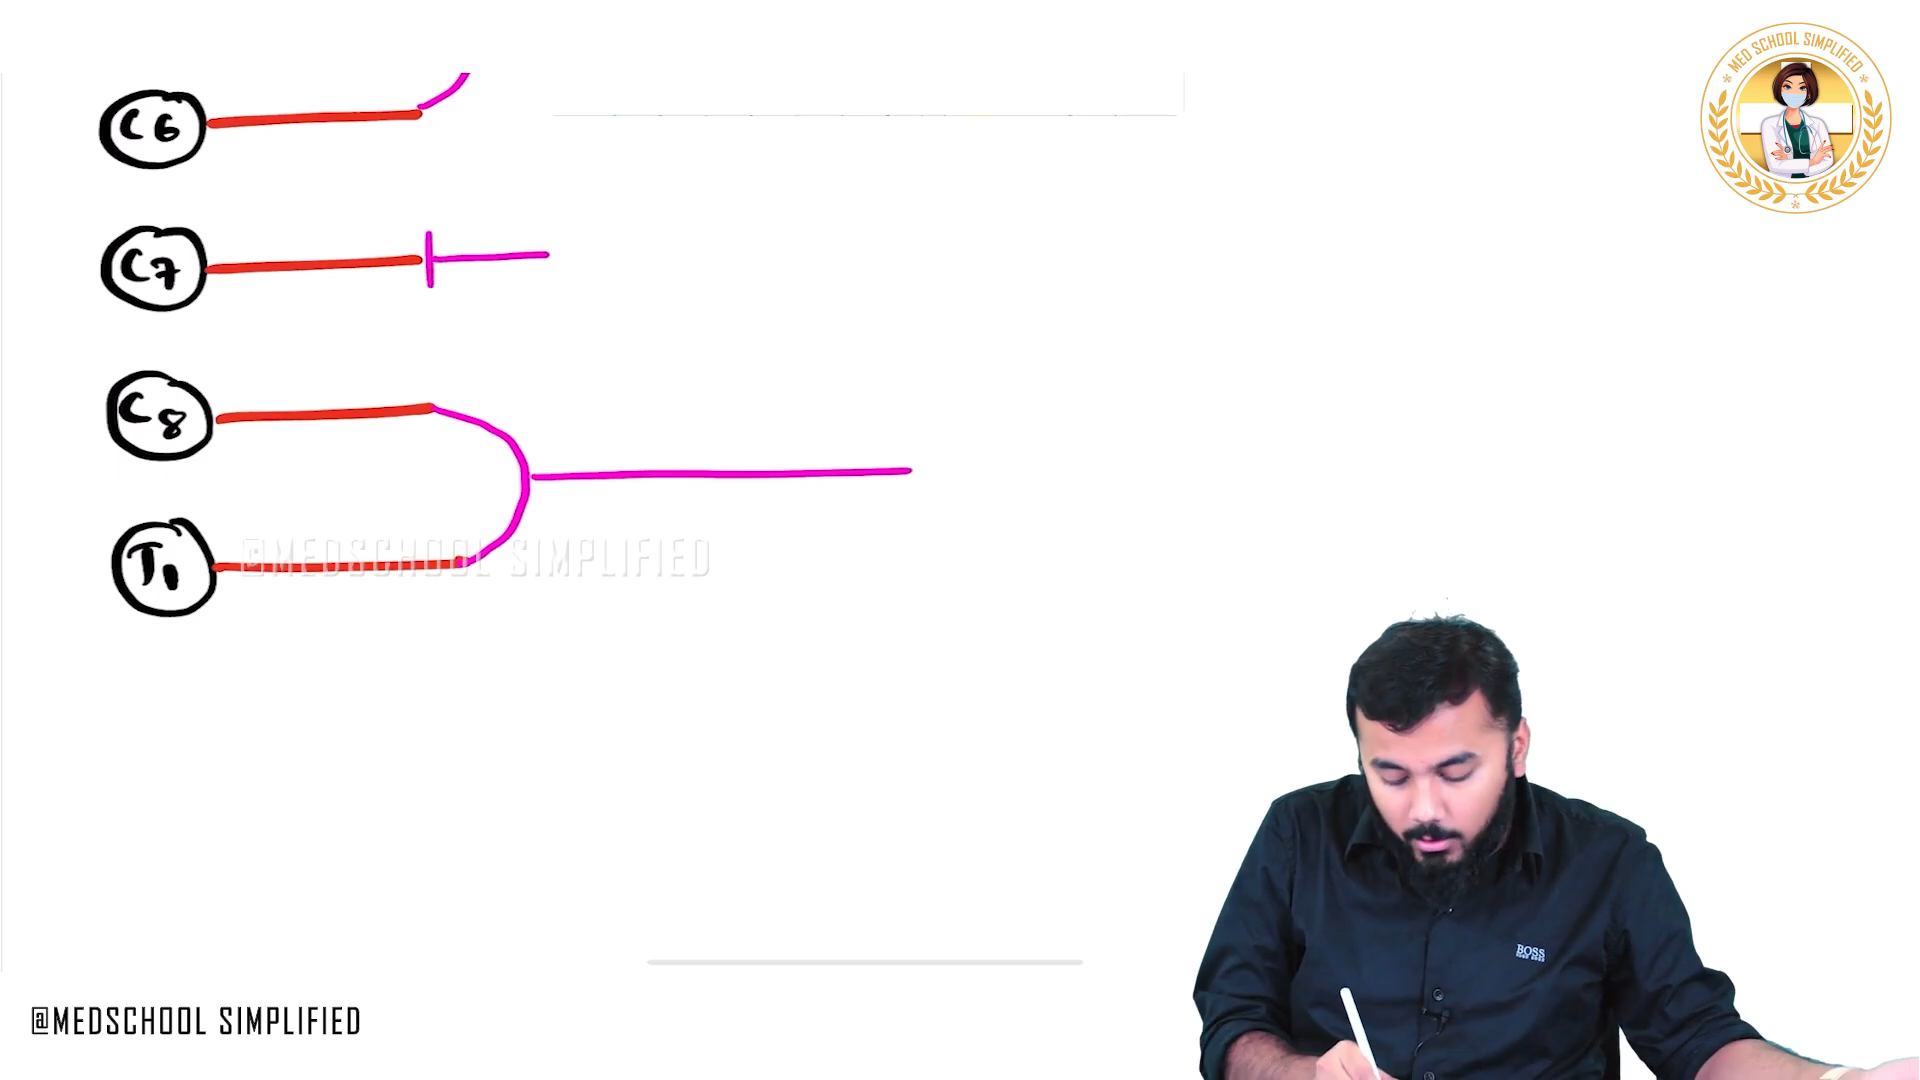 MED SCHOOL SIMPLIFIED
C6
C7
C8
T1
@MEDSCHOOL SIMPLIFIED
BOSS
@MEDSCHOOL SIMPLIFIED